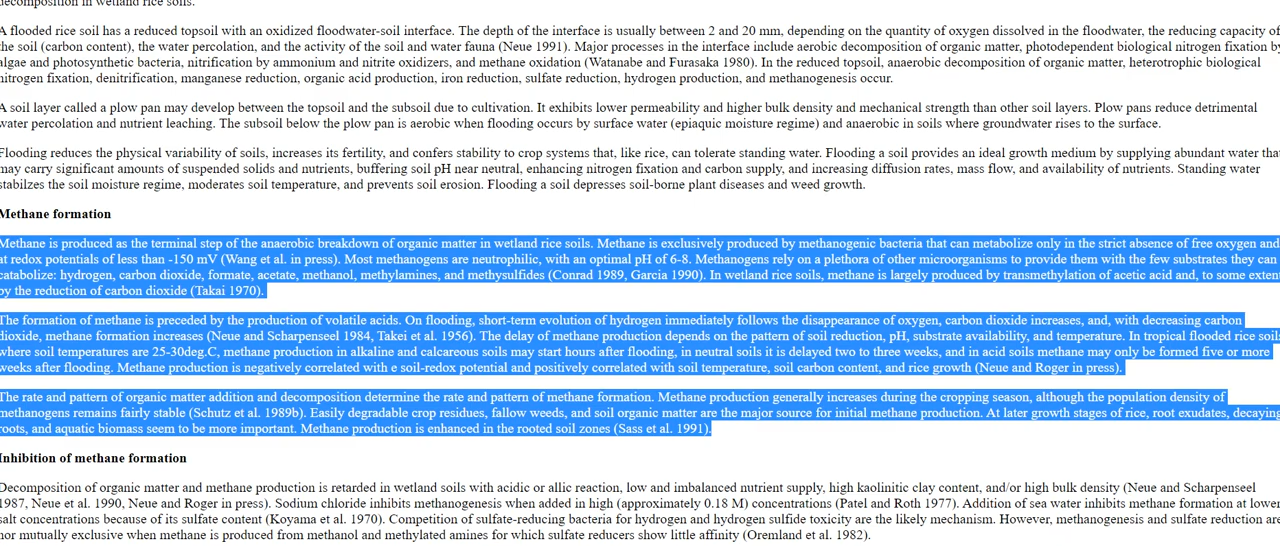 decomposition in wetland rice soils.
A flooded rice soil has a reduced topsoil with an oxidized floodwater-soil interface. The depth of the interface is usually between 2 and 20 mm, depending on the quantity of oxygen dissolved in the floodwater, the reducing capacity of
the soil (carbon content), the water percolation, and the activity of the soil and water fauna (Neue 1991). Major processes in the interface include aerobic decomposition of organic matter, photodependent biological nitrogen fixation by
algae and photosynthetic bacteria, nitrification by ammonium and nitrite oxidizers, and methane oxidation (Watanabe and Furasaka 1980). In the reduced topsoil, anaerobic decomposition of organic matter, heterotrophic biological
nitrogen fixation, denitrification, manganese reduction, organic acid production, iron reduction, sulfate reduction, hydrogen production, and methanogenesis occur.
A soil layer called a plow pan may develop between the topsoil and the subsoil due to cultivation. It exhibits lower permeability and higher bulk density and mechanical strength than other soil layers. Plow pans reduce detrimental
water percolation and nutrient leaching. The subsoil below the plow pan is aerobic when flooding occurs by surface water (epiaquic moisture regime) and anaerobic in soils where groundwater rises to the surface.
Flooding reduces the physical variability of soils, increases its fertility, and confers stability to crop systems that, like rice, can tolerate standing water. Flooding a soil provides an ideal growth medium by supplying abundant water that
may carry significant amounts of suspended solids and nutrients, buffering soil pH near neutral, enhancing nitrogen fixation and carbon supply, and increasing diffusion rates, mass flow, and availability of nutrients. Standing water
stabilzes the soil moisture regime, moderates soil temperature, and prevents soil erosion. Flooding a soil depresses soil-borne plant diseases and weed growth.
Methane formation
Methane is produced as the terminal step of the anaerobic breakdown of organic matter in wetland rice soils. Methane is exclusively produced by methanogenic bacteria that can metabolize only in the strict absence of free oxygen and
at redox potentials of less than -150 mV (Wang et al. in press). Most methanogens are neutrophilic, with an optimal pH of 6-8. Methanogens rely on a plethora of other microorganisms to provide them with the few substrates they can
catabolize: hydrogen, carbon dioxide, formate, acetate, methanol, methylamines, and methysulfides (Conrad 1989, Garcia 1990). In wetland rice soils, methane is largely produced by transmethylation of acetic acid and, to some extent
by the reduction of carbon dioxide (Takai 1970).
The formation of methane is preceded by the production of volatile acids. On flooding, short-term evolution of hydrogen immediately follows the disappearance of oxygen, carbon dioxide increases, and, with decreasing carbon
dioxide, methane formation increases (Neue and Scharpenseel 1984, Takei et al. 1956). The delay of methane production depends on the pattern of soil reduction, pH, substrate availability, and temperature. In tropical flooded rice soils
where soil temperatures are 25-30deg.C, methane production in alkaline and calcareous soils may start hours after flooding, in neutral soils it is delayed two to three weeks, and in acid soils methane may only be formed five or more
weeks after flooding. Methane production is negatively correlated with e soil-redox potential and positively correlated with soil temperature, soil carbon content, and rice growth (Neue and Roger in press).
The rate and pattern of organic matter addition and decomposition determine the rate and pattern of methane formation. Methane production generally increases during the cropping season, although the population density of
methanogens remains fairly stable (Schutz et al. 1989b). Easily degradable crop residues, fallow weeds, and soil organic matter are the major source for initial methane production. At later growth stages of rice, root exudates, decaying
roots, and aquatic biomass seem to be more important. Methane production is enhanced in the rooted soil zones (Sass et al. 1991).
Inhibition of methane formation
Decomposition of organic matter and methane production is retarded in wetland soils with acidic or allic reaction, low and imbalanced nutrient supply, high kaolinitic clay content, and/or high bulk density (Neue and Scharpenseel
1987, Neue et al. 1990, Neue and Roger in press). Sodium chloride inhibits methanogenesis when added in high (approximately 0.18 M) concentrations (Patel and Roth 1977). Addition of sea water inhibits methane formation at lower
salt concentrations because of its sulfate content (Koyama et al. 1970). Competition of sulfate-reducing bacteria for hydrogen and hydrogen sulfide toxicity are the likely mechanism. However, methanogenesis and sulfate reduction are
nor mutually exclusive when methane is produced from methanol and methylated amines for which sulfate reducers show little affinity (Oremland et al. 1982).